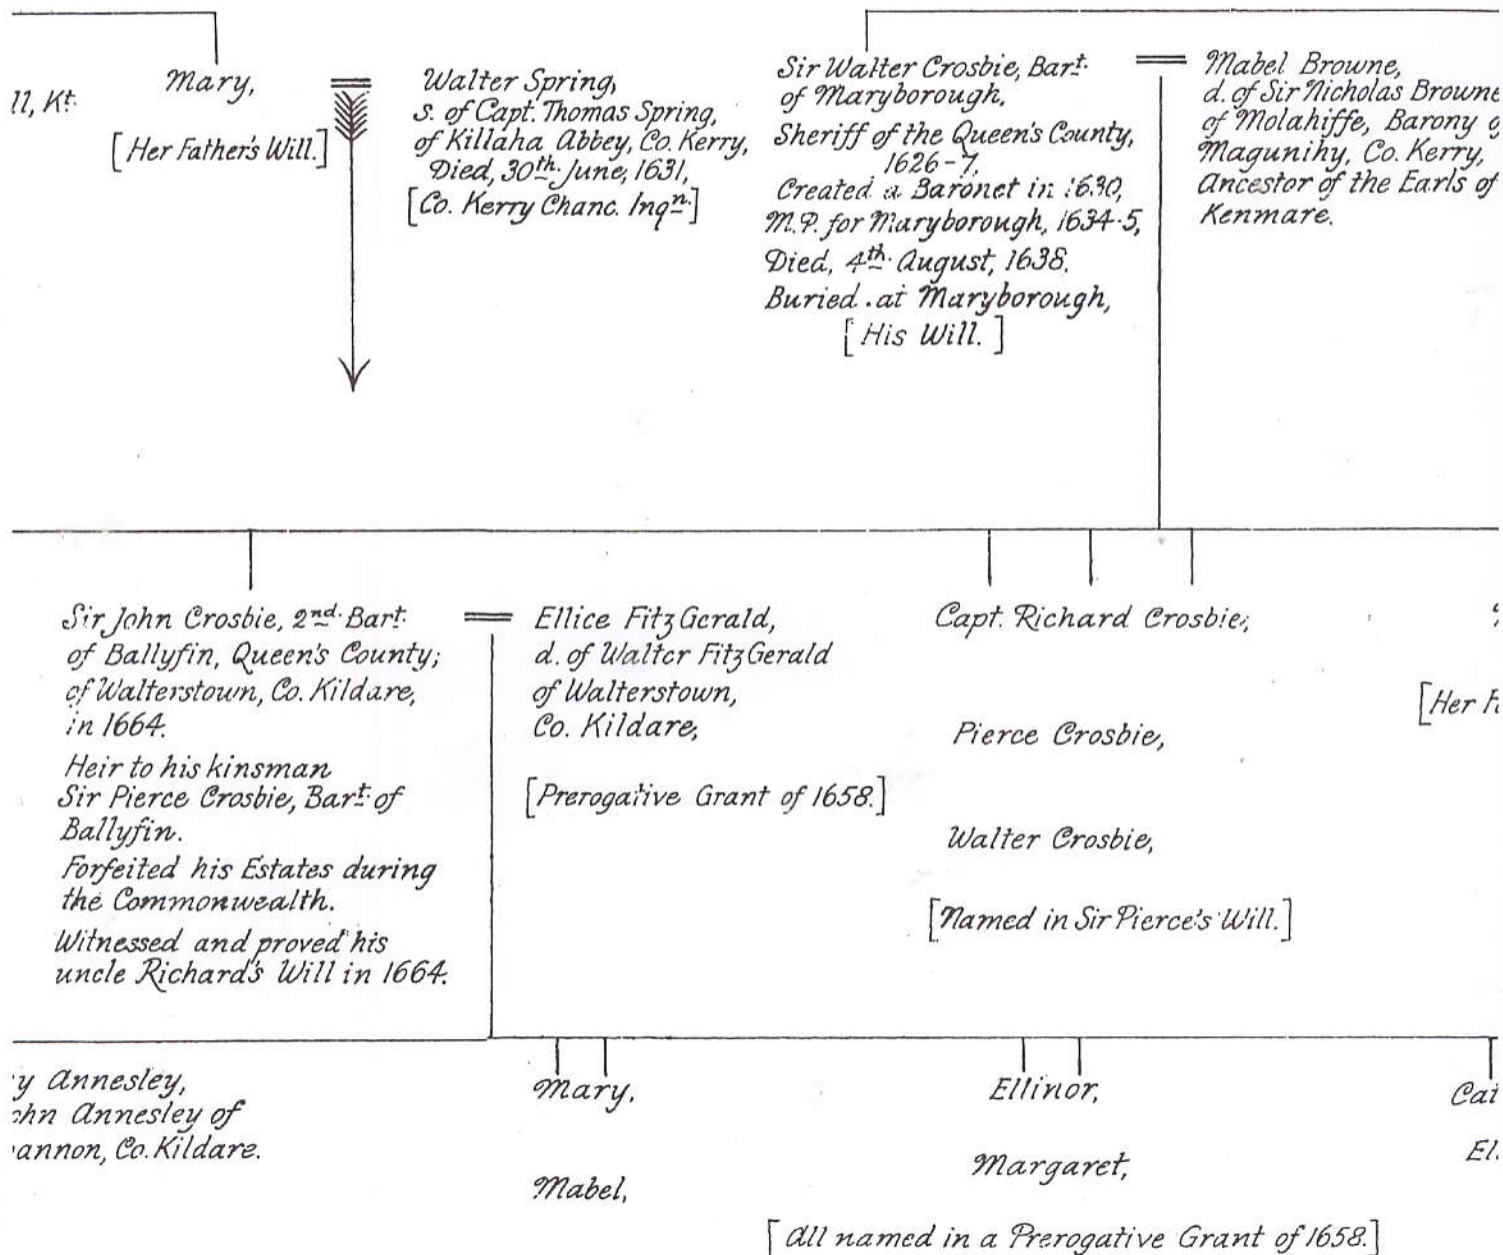 ll, Kt.
Mary,
[Her Father's Will.]
Walter Spring,
s. of Capt. Thomas Spring,
of Killaha Abbey, Co. Kerry,
Died, 30th June, 1631,
[Co. Kerry Chanc. Inqn.]
Sir Walter Crosbie, Bart.
of Maryborough,
Sheriff of the Queen's County,
1626-7,
Created a Baronet in 1630,
M.P. for Maryborough, 1634-5,
Died, 4th August, 1638.
Buried at Maryborough,
[His Will.]
Mabel Browne,
d. of Sir Nicholas Browne
of Molahiffe, Barony o
Magunihy, Co. Kerry,
Ancestor of the Earls of
Kenmare.
Sir John Crosbie, 2nd Bart.
of Ballyfin, Queen's County;
of Walterstown, Co. Kildare,
in 1664.
Heir to his kinsman
Sir Pierce Crosbie, Bart. of
Ballyfin.
Forfeited his Estates during
the Commonwealth.
Witnessed and proved his
uncle Richard's Will in 1664.
Ellice FitzGerald,
d. of Walter FitzGerald
of Walterstown,
Co. Kildare,
[Prerogative Grant of 1658.]
Capt. Richard Crosbie,
Pierce Crosbie,
Walter Crosbie,
[Named in Sir Pierce's Will.]
[Her F
y Annesley,
ohn Annesley of
annon, Co. Kildare.
Mary,
Mabel,
Ellinor,
Margaret,
[All named in a Prerogative Grant of 1658.]
Cat
El